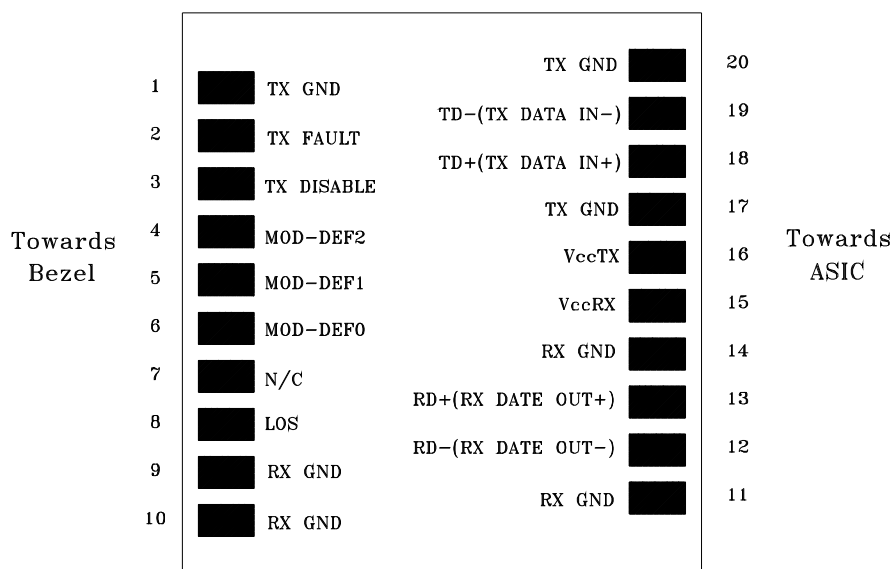 Towards
Bezel
1 TX GND
2 TX FAULT
3 TX DISABLE
4 MOD-DEF2
5 MOD-DEF1
6 MOD-DEF0
7 N/C
8 LOS
9 RX GND
10 RX GND
TX GND 20
TD-(TX DATA IN-) 19
TD+(TX DATA IN+) 18
TX GND 17
VccTX 16
VccRX 15
RX GND 14
RD+(RX DATE OUT+) 13
RD-(RX DATE OUT-) 12
RX GND 11
Towards
ASIC